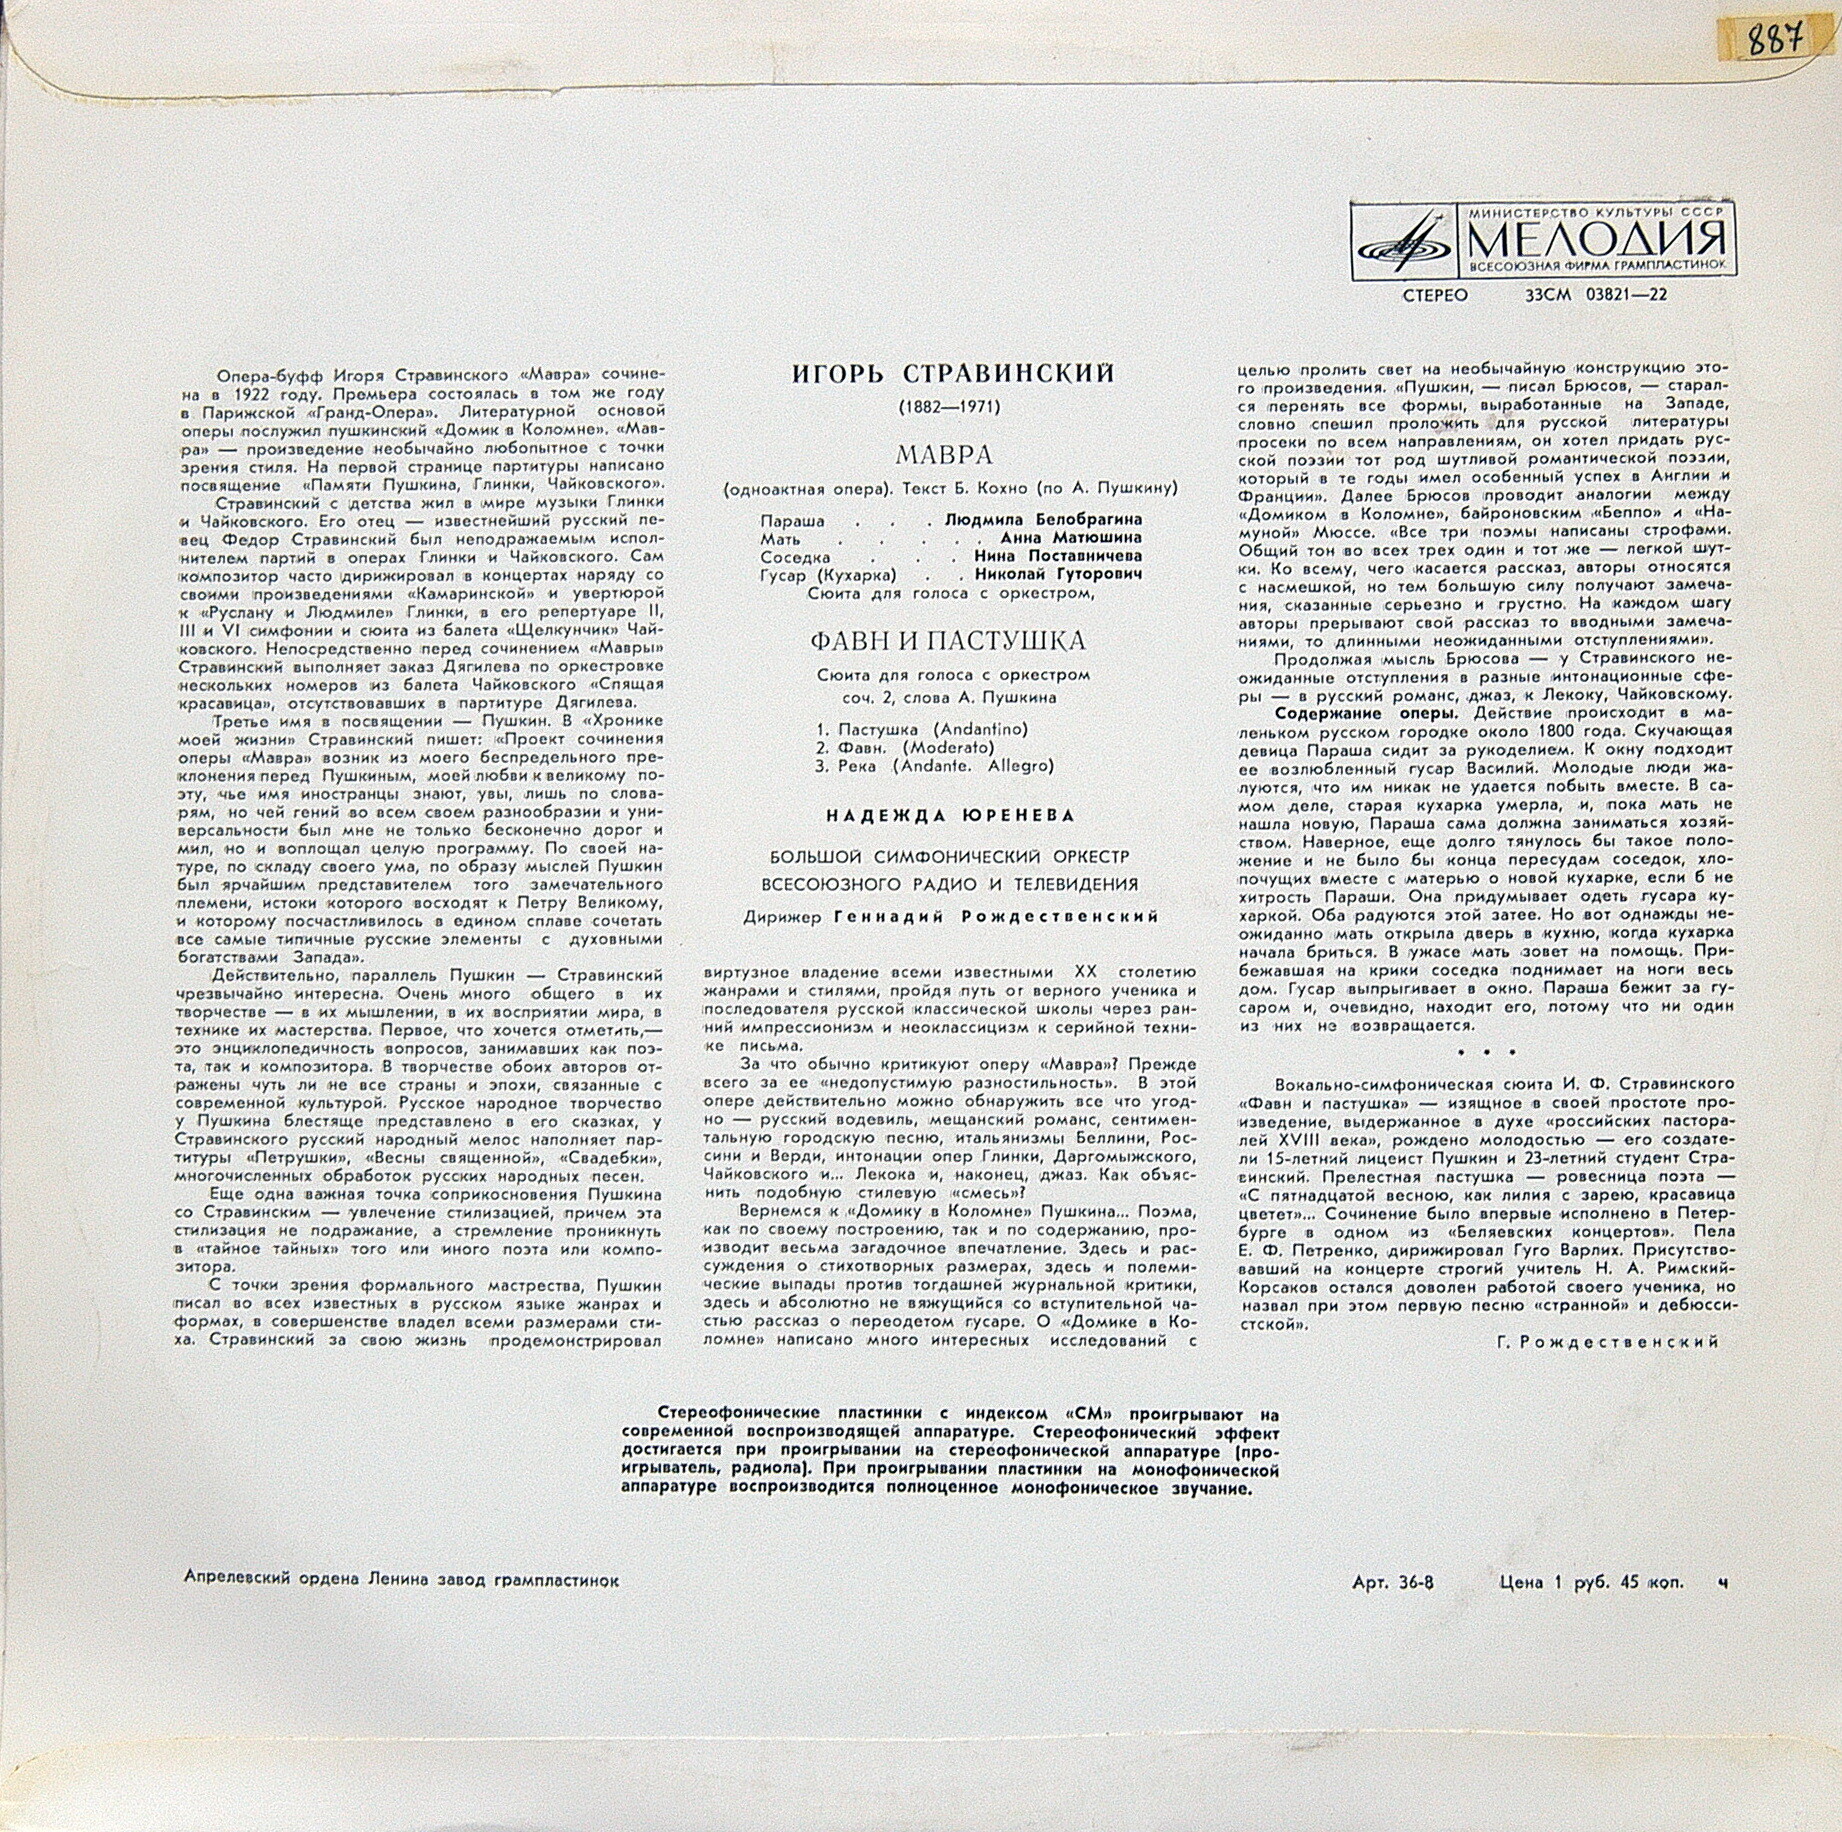 887
МИНИСТЕРСТВО КУЛЬТУРЫ СССР
МЕЛОДИЯ
ВСЕСОЮЗНАЯ ФИРМА ГРАМПЛАСТИНОК
СТЕРЕО 33СМ 03821—22
Опера-буфф Игоря Стравинского «Мавра» сочине-
на в 1922 году. Премьера состоялась в том же году
в Парижской «Гранд-Опера». Литературной основой
оперы послужил пушкинский «Домик в Коломне». «Мав-
ра» — произведение необычайно любопытное с точки
зрения стиля. На первой странице партитуры написано
посвящение «Памяти Пушкина, Глинки, Чайковского».
Стравинский с детства жил в мире музыки Глинки
и Чайковского. Его отец — известнейший русский пе-
вец Федор Стравинский был неподражаемым испол-
нителем партий в операх Глинки и Чайковского. Сам
композитор часто дирижировал в концертах наряду со
своими произведениями «Камаринской» и увертюрой
к «Руслану и Людмиле» Глинки, в его репертуаре II,
III и VI симфонии и сюита из балета «Щелкунчик» Чай-
ковского. Непосредственно перед сочинением «Мавры»
Стравинский выполняет заказ Дягилева по оркестровке
нескольких номеров из балета Чайковского «Спящая
красавица», отсутствовавших в партитуре Дягилева.
Третье имя в посвящении — Пушкин. В «Хронике
моей жизни» Стравинский пишет: «Проект сочинения
оперы «Мавра» возник из моего беспредельного пре-
клонения перед Пушкиным, моей любви к великому по-
эту, чье имя иностранцы знают, увы, лишь по слова-
рям, но чей гений во всем своем разнообразии и уни-
версальности был мне не только бесконечно дорог и
мил, но и воплощал целую программу. По своей на-
туре, по складу своего ума, по образу мыслей Пушкин
был ярчайшим представителем того замечательного
племени, истоки которого восходят к Петру Великому,
и которому посчастливилось в едином сплаве сочетать
все самые типичные русские элементы с духовными
богатствами Запада».
Действительно, параллель Пушкин — Стравинский
чрезвычайно интересна. Очень много общего в их
творчестве — в их мышлении, в их восприятии мира, в
технике их мастерства. Первое, что хочется отметить,—
это энциклопедичность вопросов, занимавших как поэ-
та, так и композитора. В творчестве обоих авторов от-
ражены чуть ли не все страны и эпохи, связанные с
современной культурой. Русское народное творчество
у Пушкина блестяще представлено в его сказках, у
Стравинского русский народный мелос наполняет пар-
титуры «Петрушки», «Весны священной», «Свадебки»,
многочисленных обработок русских народных песен.
Еще одна важная точка соприкосновения Пушкина
со Стравинским — увлечение стилизацией, причем эта
стилизация не подражание, а стремление проникнуть
в «тайное тайных» того или иного поэта или компо-
зитора.
С точки зрения формального мастрества, Пушкин
писал во всех известных в русском языке жанрах и
формах, в совершенстве владел всеми размерами сти-
ха. Стравинский за свою жизнь продемонстрировал
ИГОРЬ СТРАВИНСКИЙ
(1882—1971)
МАВРА
(одноактная опера). Текст Б. Кохно (по А. Пушкину)
Параша . . . Людмила Белобрагина
Мать . . . . . Анна Матюшина
Соседка . . . Нина Поставничева
Гусар (Кухарка) . . Николай Гуторович
Сюита для голоса с оркестром,
ФАВН И ПАСТУШКА
Сюита для голоса с оркестром
соч. 2, слова А. Пушкина
1. Пастушка (Andantino)
2. Фавн. (Moderato)
3. Река (Andante. Allegro)
НАДЕЖДА ЮРЕНЕВА
БОЛЬШОЙ СИМФОНИЧЕСКИЙ ОРКЕСТР
ВСЕСОЮЗНОГО РАДИО И ТЕЛЕВИДЕНИЯ
Дирижер Геннадий Рождественский
виртуозное владение всеми известными XX столетию
жанрами и стилями, пройдя путь от верного ученика и
последователя русской классической школы через ран-
ний импрессионизм и неоклассицизм к серийной техни-
ке письма.
За что обычно критикуют оперу «Мавра»? Прежде
всего за ее «недопустимую разностильность». В этой
опере действительно можно обнаружить все что угод-
но — русский водевиль, мещанский романс, сентимен-
тальную городскую песню, итальянизмы Беллини, Рос-
сини и Верди, интонации опер Глинки, Даргомыжского,
Чайковского и... Лекока и, наконец, джаз. Как объяс-
нить подобную стилевую «смесь»?
Вернемся к «Домику в Коломне» Пушкина... Поэма,
как по своему построению, так и по содержанию, про-
изводит весьма загадочное впечатление. Здесь и рас-
суждения о стихотворных размерах, здесь и полеми-
ческие выпады против тогдашней журнальной критики,
здесь и абсолютно не вяжущийся со вступительной ча-
стью рассказ о переодетом гусаре. О «Домике в Ко-
ломне» написано много интересных исследований с
целью пролить свет на необычайную конструкцию это-
го произведения. «Пушкин, — писал Брюсов, — старал-
ся перенять все формы, выработанные на Западе,
словно спешил проложить для русской литературы
просеки по всем направлениям, он хотел придать рус-
ской поэзии тот род шутливой романтической поэзии,
который в те годы имел особенный успех в Англии и
Франции». Далее Брюсов проводит аналогии между
«Домиком в Коломне», байроновским «Беппо» и «На-
муной» Мюссе. «Все три поэмы написаны строфами.
Общий тон во всех трех один и тот же — легкой шут-
ки. Ко всему, чего касается рассказ, авторы относятся
с насмешкой, но тем большую силу получают замеча-
ния, сказанные серьезно и грустно. На каждом шагу
авторы прерывают свой рассказ то вводными замеча-
ниями, то длинными неожиданными отступлениями».
Продолжая мысль Брюсова — у Стравинского не-
ожиданные отступления в разные интонационные сфе-
ры — в русский романс, джаз, к Лекоку, Чайковскому.
Содержание оперы. Действие происходит в ма-
леньком русском городке около 1800 года. Скучающая
девица Параша сидит за рукоделием. К окну подходит
ее возлюбленный гусар Василий. Молодые люди жа-
луются, что им никак не удается побыть вместе. В са-
мом деле, старая кухарка умерла, и, пока мать не
нашла новую, Параша сама должна заниматься хозяй-
ством. Наверное, еще долго тянулось бы такое поло-
жение и не было бы конца пересудам соседок, хло-
почущих вместе с матерью о новой кухарке, если б не
хитрость Параши. Она придумывает одеть гусара ку-
харкой. Оба радуются этой затее. Но вот однажды не-
ожиданно мать открыла дверь в кухню, когда кухарка
начала бриться. В ужасе мать зовет на помощь. При-
бежавшая на крики соседка поднимает на ноги весь
дом. Гусар выпрыгивает в окно. Параша бежит за гу-
саром и, очевидно, находит его, потому что ни один
из них не возвращается.
• • •
Вокально-симфоническая сюита И. Ф. Стравинского
«Фавн и пастушка» — изящное в своей простоте про-
изведение, выдержанное в духе «российских пастора-
лей XVIII века», рождено молодостью — его создате-
ли 15-летний лицеист Пушкин и 23-летний студент Стра-
винский. Прелестная пастушка — ровесница поэта —
«С пятнадцатой весною, как лилия с зарею, красавица
цветет»... Сочинение было впервые исполнено в Петер-
бурге в одном из «Беляевских концертов». Пела
Е. Ф. Петренко, дирижировал Гуго Варлих. Присутство-
вавший на концерте строгий учитель Н. А. Римский-
Корсаков остался доволен работой своего ученика, но
назвал при этом первую песню «странной» и дебюсси-
стской».
Г. Рождественский
Стереофонические пластинки с индексом «СМ» проигрывают на
современной воспроизводящей аппаратуре. Стереофонический эффект
достигается при проигрывании на стереофонической аппаратуре (про-
игрыватель, радиола). При проигрывании пластинки на монофонической
аппаратуре воспроизводится полноценное монофоническое звучание.
Апрелевский ордена Ленина завод грампластинок
Арт. 36-8 Цена 1 руб. 45 коп. ч